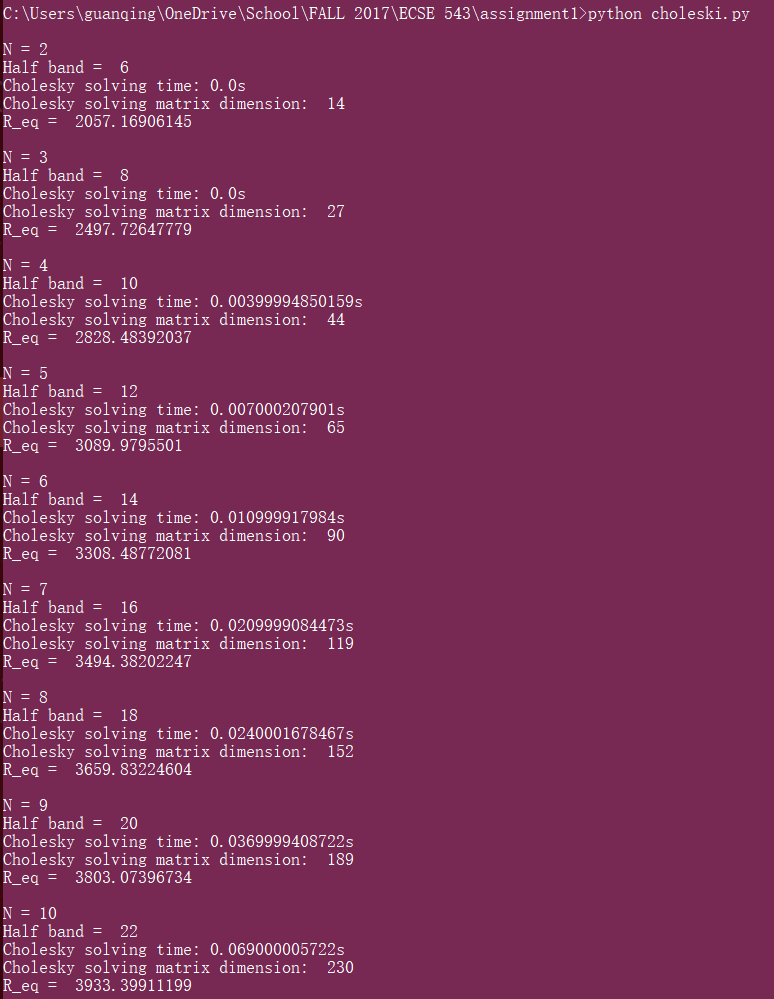 C:\Users\guanqing\OneDrive\School\FALL 2017\ECSE 543\assignment1>python choleski.py
N = 2
Half band =  6
Cholesky solving time: 0.0s
Cholesky solving matrix dimension:  14
R_eq =  2057.16906145
N = 3
Half band =  8
Cholesky solving time: 0.0s
Cholesky solving matrix dimension:  27
R_eq =  2497.72647779
N = 4
Half band =  10
Cholesky solving time: 0.00399994850159s
Cholesky solving matrix dimension:  44
R_eq =  2828.48392037
N = 5
Half band =  12
Cholesky solving time: 0.007000207901s
Cholesky solving matrix dimension:  65
R_eq =  3089.9795501
N = 6
Half band =  14
Cholesky solving time: 0.010999917984s
Cholesky solving matrix dimension:  90
R_eq =  3308.48772081
N = 7
Half band =  16
Cholesky solving time: 0.0209999084473s
Cholesky solving matrix dimension:  119
R_eq =  3494.38202247
N = 8
Half band =  18
Cholesky solving time: 0.0240001678467s
Cholesky solving matrix dimension:  152
R_eq =  3659.83224604
N = 9
Half band =  20
Cholesky solving time: 0.0369999408722s
Cholesky solving matrix dimension:  189
R_eq =  3803.07396734
N = 10
Half band =  22
Cholesky solving time: 0.069000005722s
Cholesky solving matrix dimension:  230
R_eq =  3933.39911199